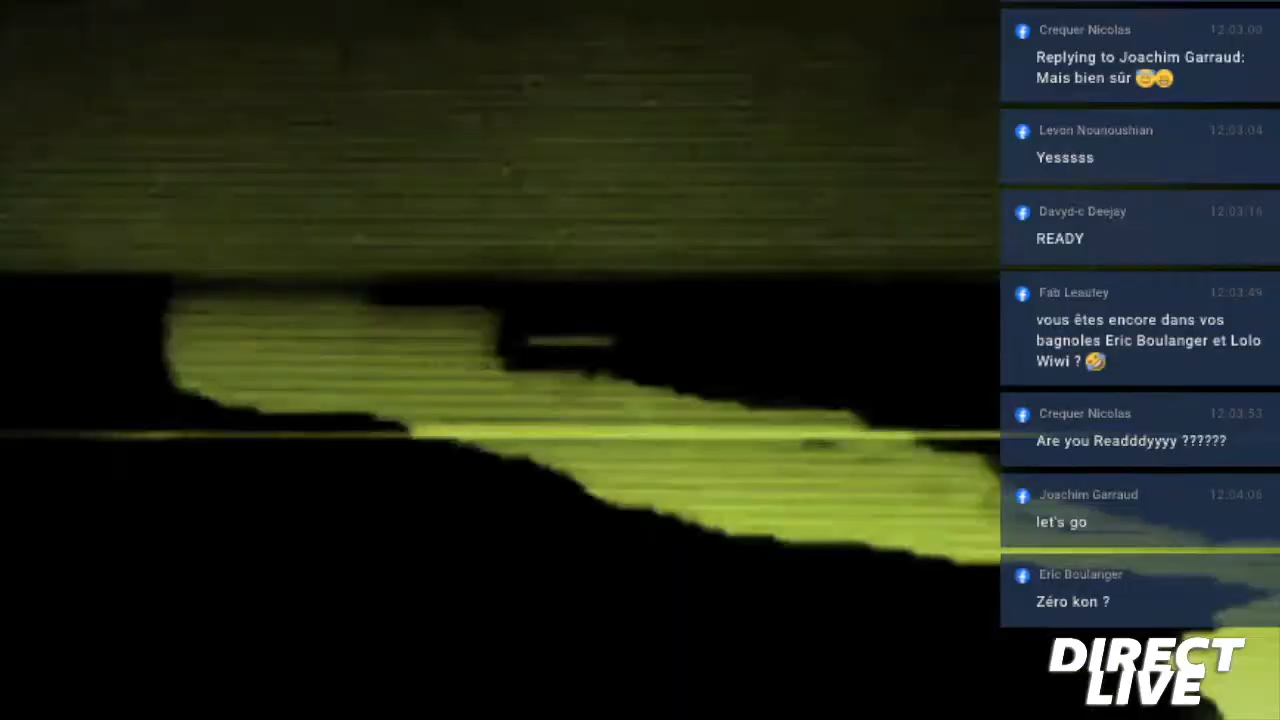 Crequer Nicolas 12:03:00
Replying to Joachim Garraud:
Mais bien sûr 😇😁
Levon Nounoushian 12:03:04
Yesssss
Davyd-c Deejay 12:03:16
READY
Fab Leautey 12:03:49
vous êtes encore dans vos
bagnoles Eric Boulanger et Lolo
Wiwi ? 🤣
Crequer Nicolas 12:03:53
Are you Readddyyyy ??????
Joachim Garraud 12:04:06
let's go
Eric Boulanger
Zéro kon ?
DIRECT
LIVE